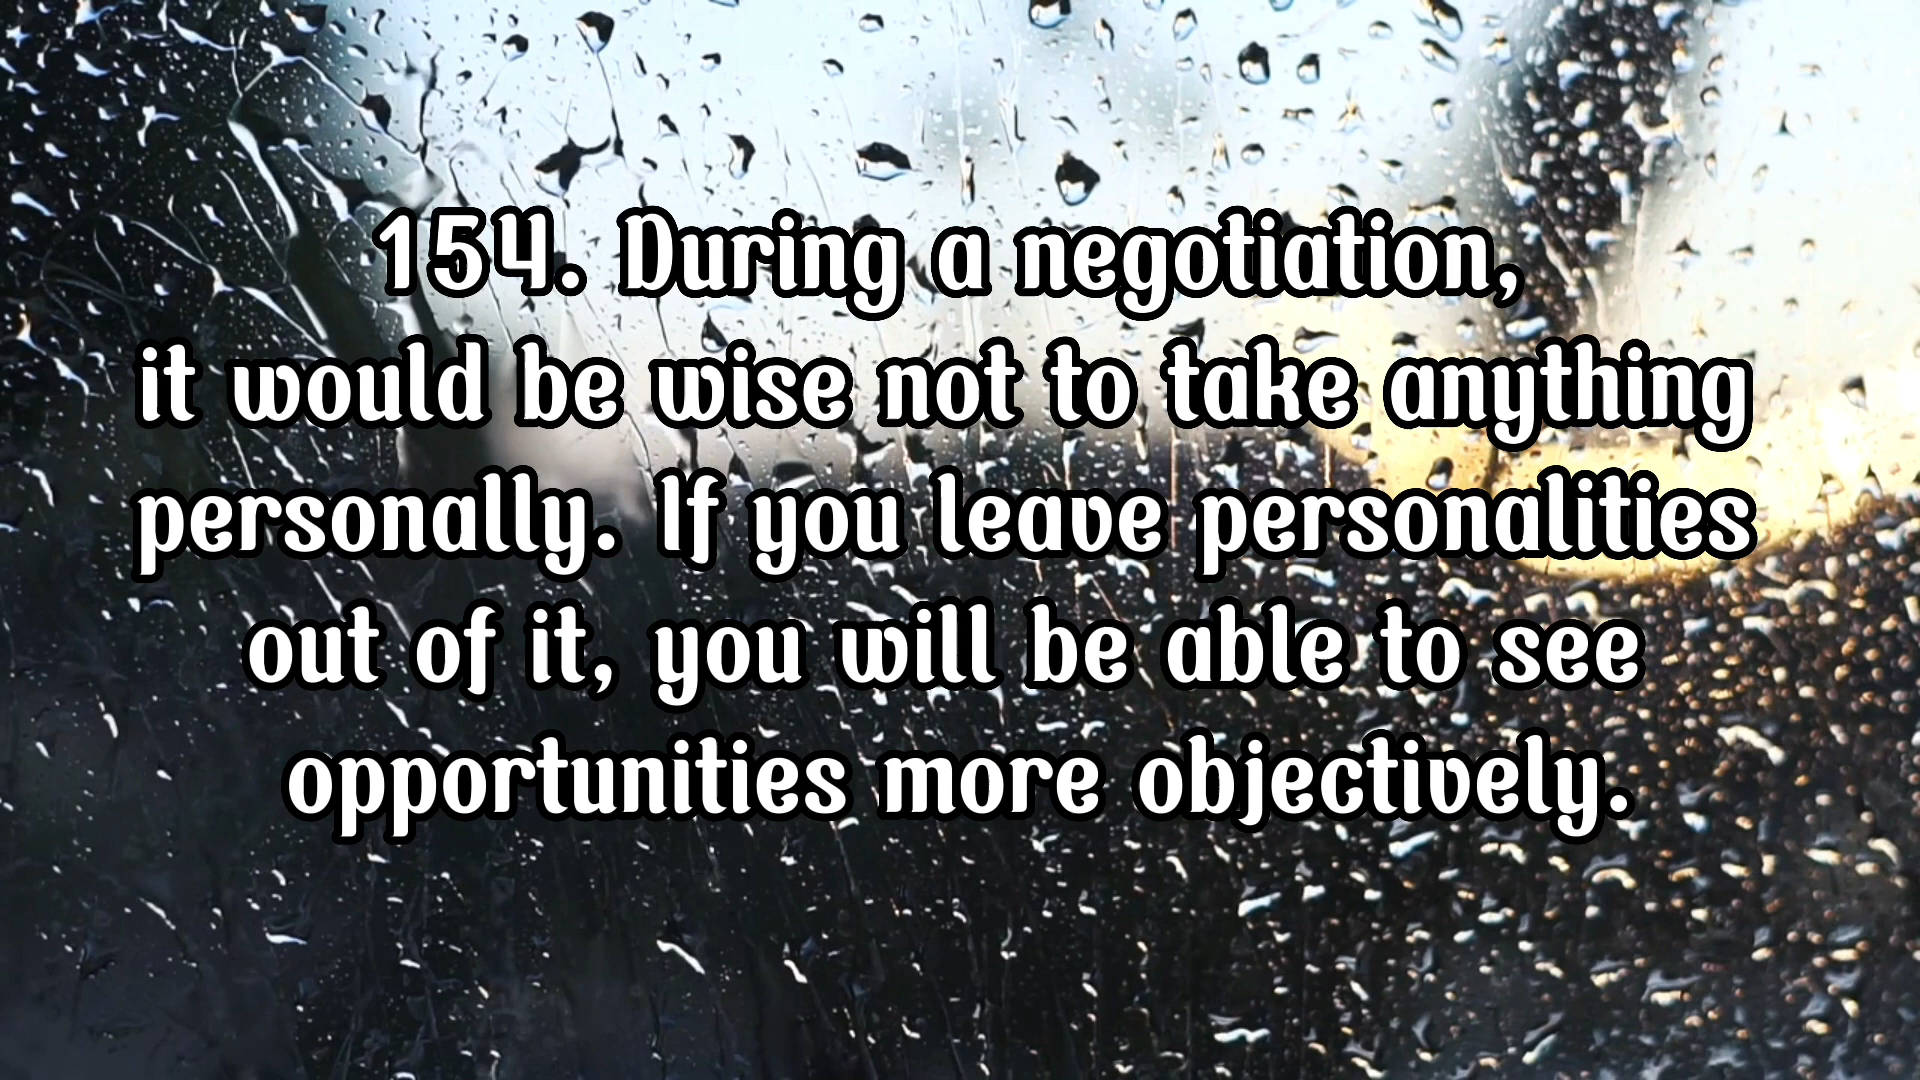 154. During a negotiation,
it would be wise not to take anything
personally. If you leave personalities
out of it, you will be able to see
opportunities more objectively.